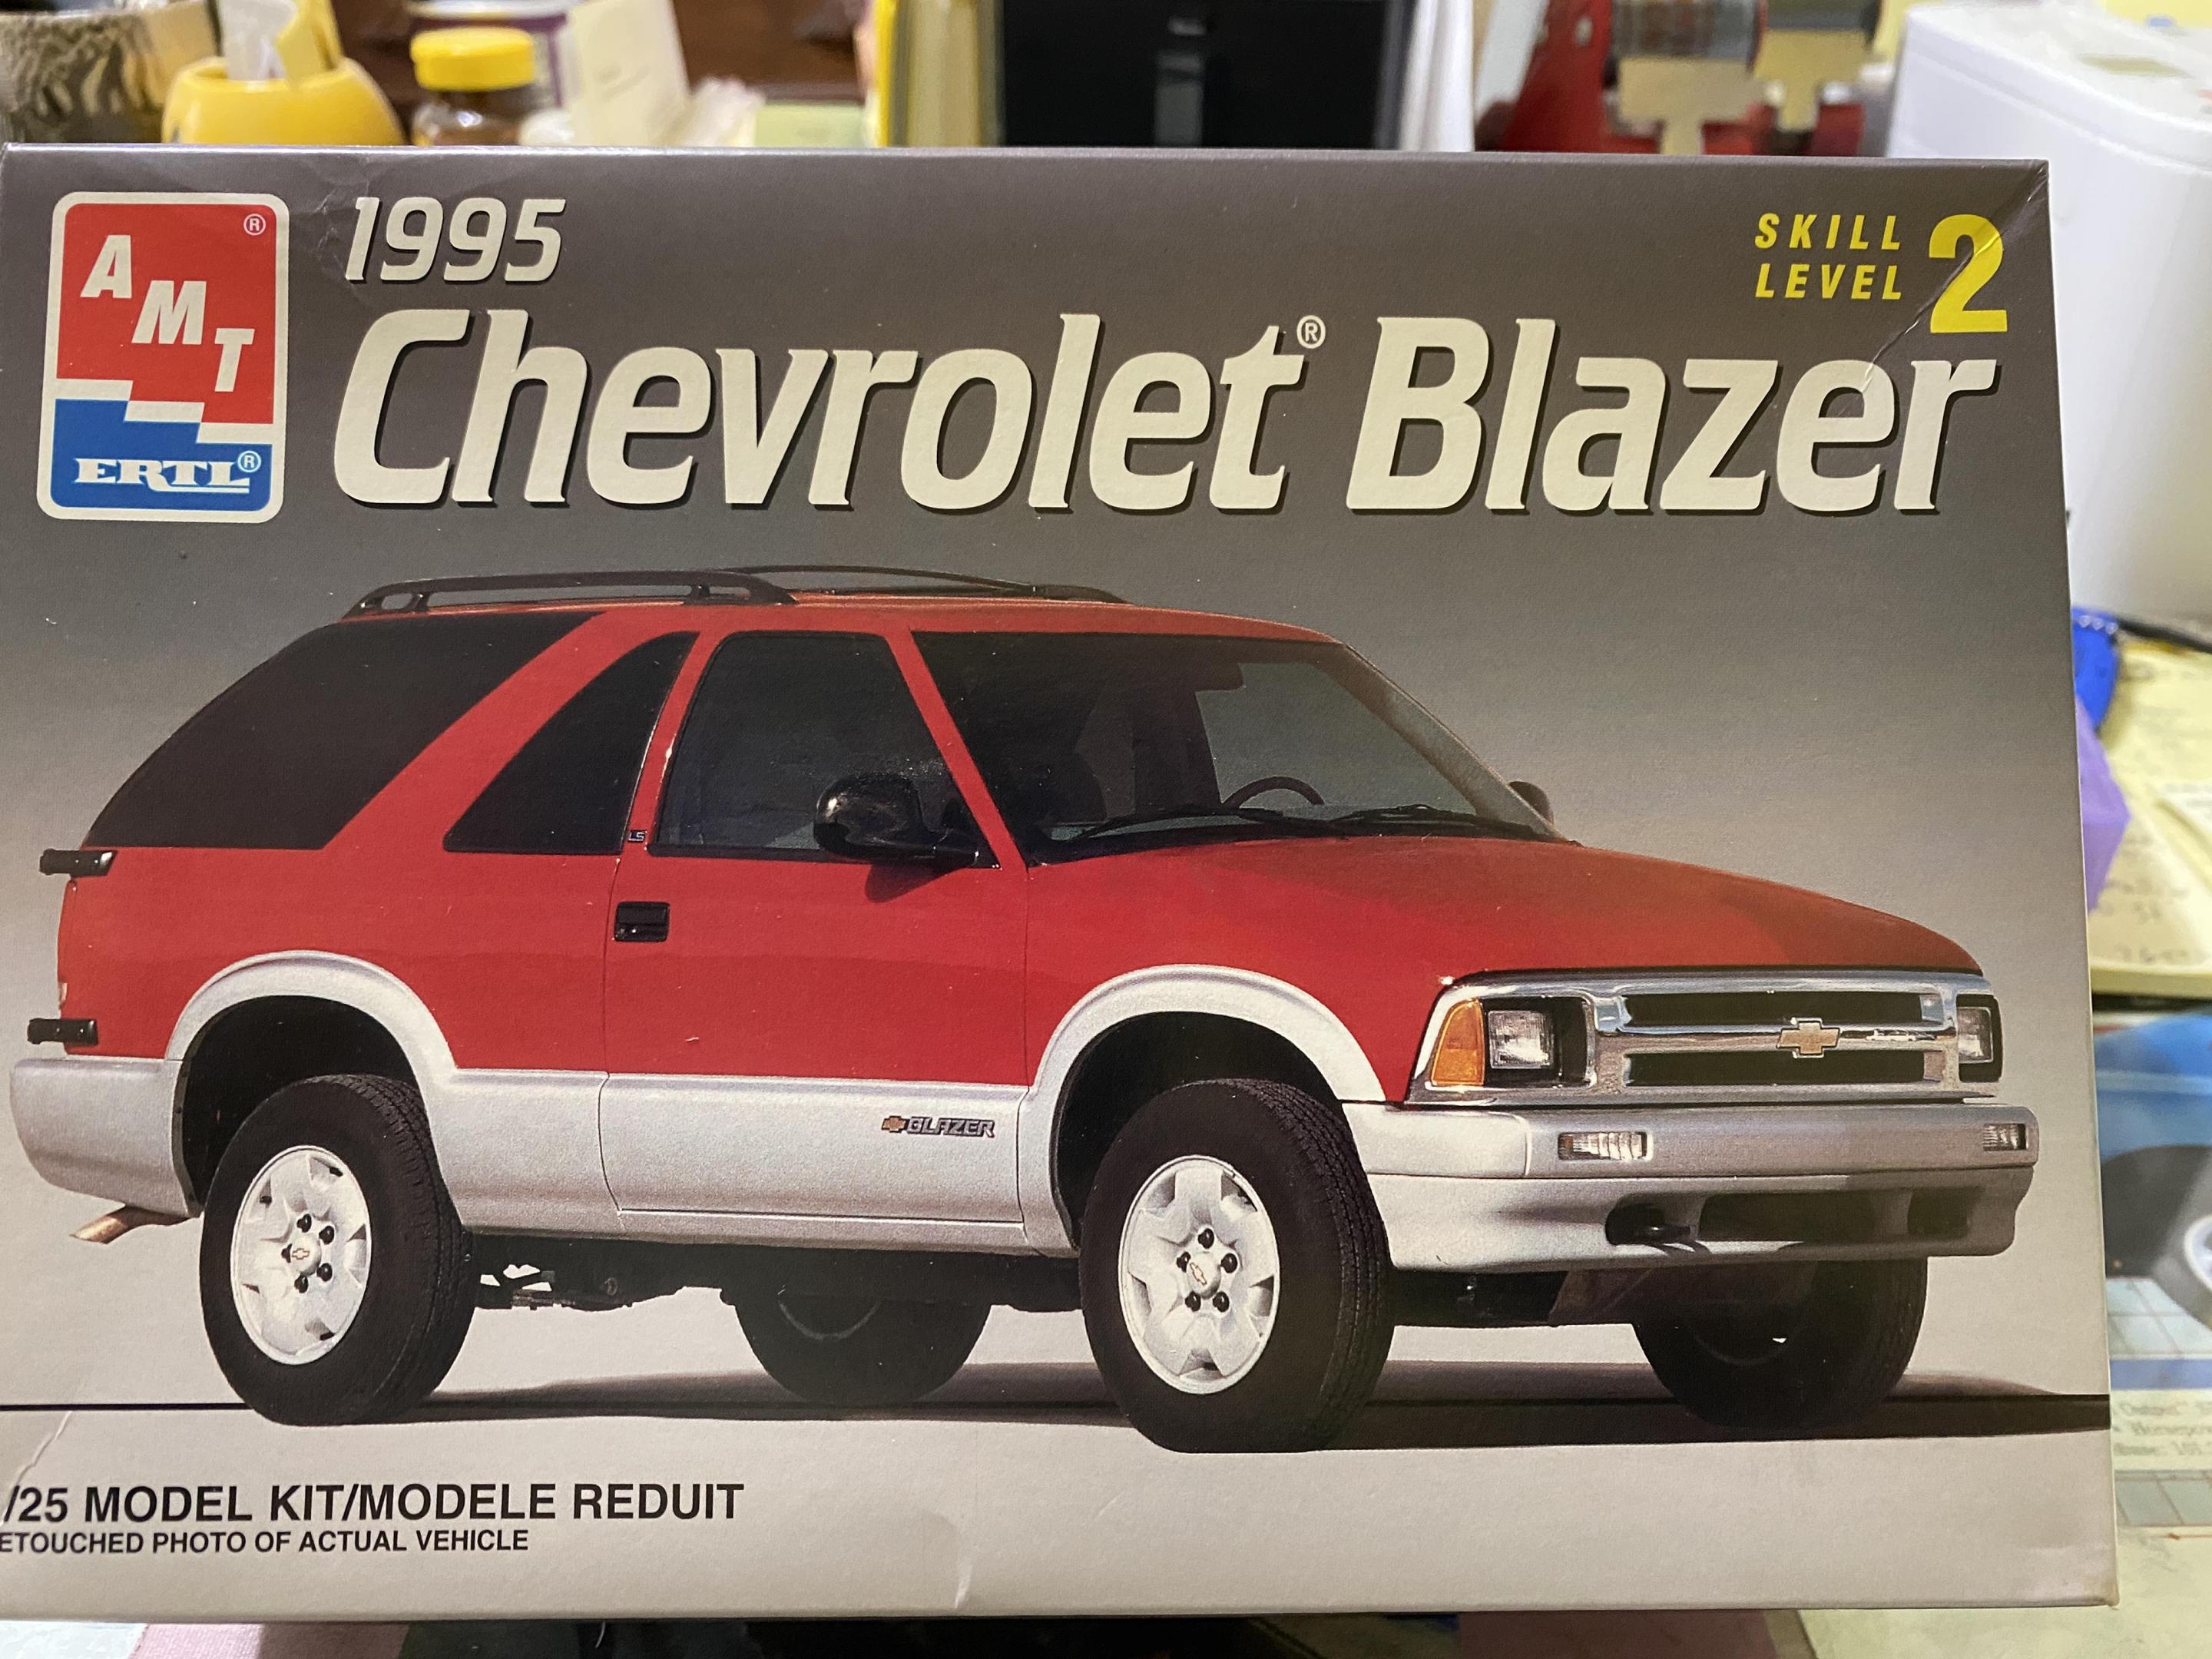 AMT®
ERTL®
1995
Chevrolet® Blazer
SKILL
LEVEL 2
LS
BLAZER
/25 MODEL KIT/MODELE REDUIT
ETOUCHED PHOTO OF ACTUAL VEHICLE